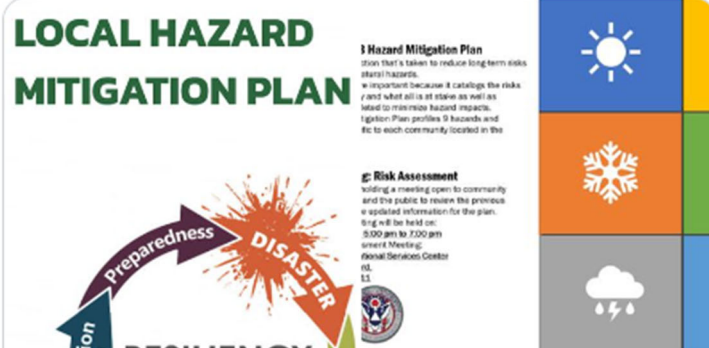 LOCAL HAZARD
MITIGATION PLAN
Preparedness
DISASTER
Hazard Mitigation Plan
tion that's taken to reduce long-term risks
atural hazards.
e important because it catalogs the risks
y and what all is at stake as well as
leted to minimize hazard impacts.
igation Plan profiles 9 hazards and
fic to each community located in the
g: Risk Assessment
holding a meeting open to community
and the public to review the previous
e updated information for the plan.
ting will be held on:
5:00 pm to 7:00 pm
sment Meeting:
tional Services Center